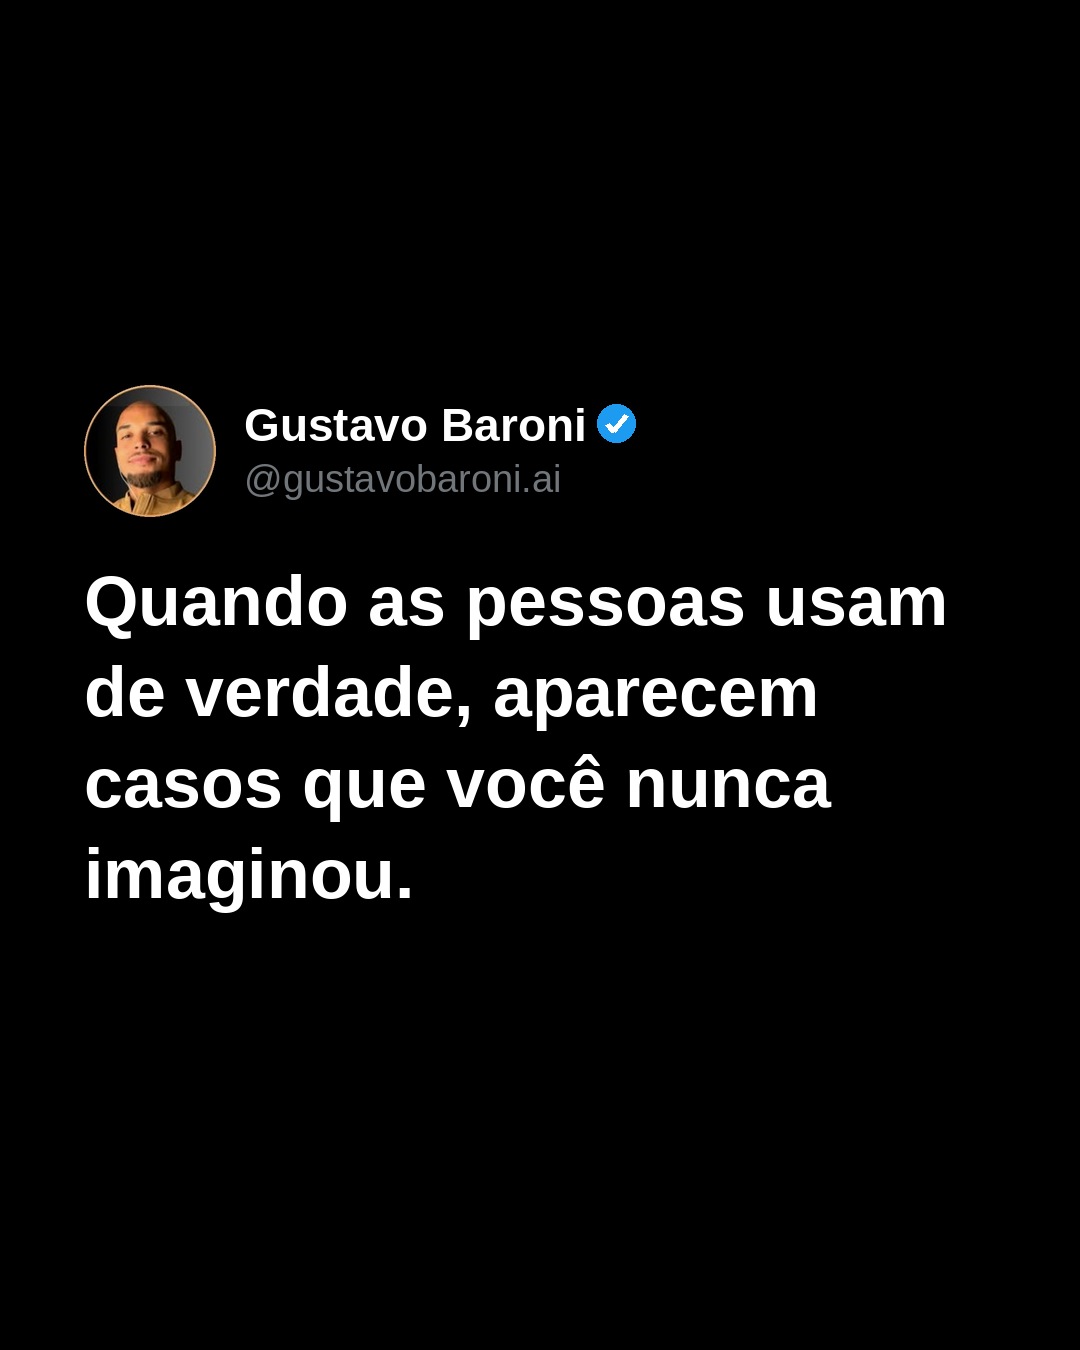 Gustavo Baroni
@gustavobaroni.ai
Quando as pessoas usam
de verdade, aparecem
casos que você nunca
imaginou.